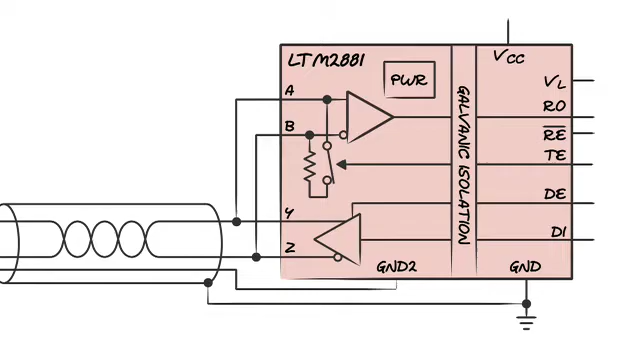 LTM2881
VCC
PWR
VL
A
RO
B
RE
TE
GALVANIC ISOLATION
DE
Y
DI
Z
GND2
GND